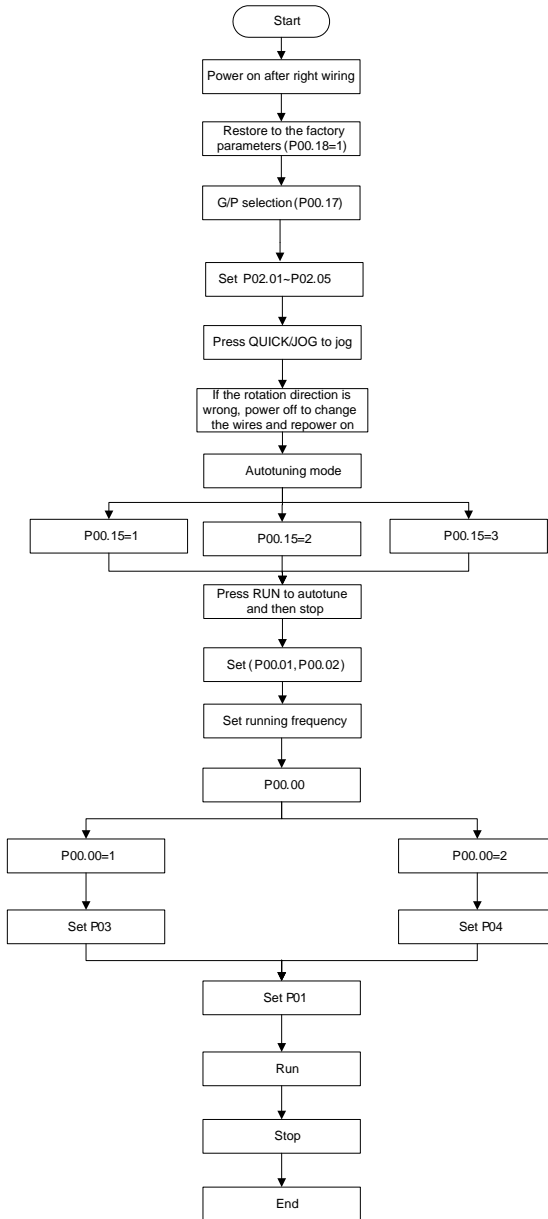 Start
Power on after right wiring
Restore to the factory
parameters (P00.18=1)
G/P selection (P00.17)
Set P02.01~P02.05
Press QUICK/JOG to jog
If the rotation direction is
wrong, power off to change
the wires and repower on
Autotuning mode
P00.15=1
P00.15=2
P00.15=3
Press RUN to autotune
and then stop
Set (P00.01, P00.02)
Set running frequency
P00.00
P00.00=1
P00.00=2
Set P03
Set P04
Set P01
Run
Stop
End